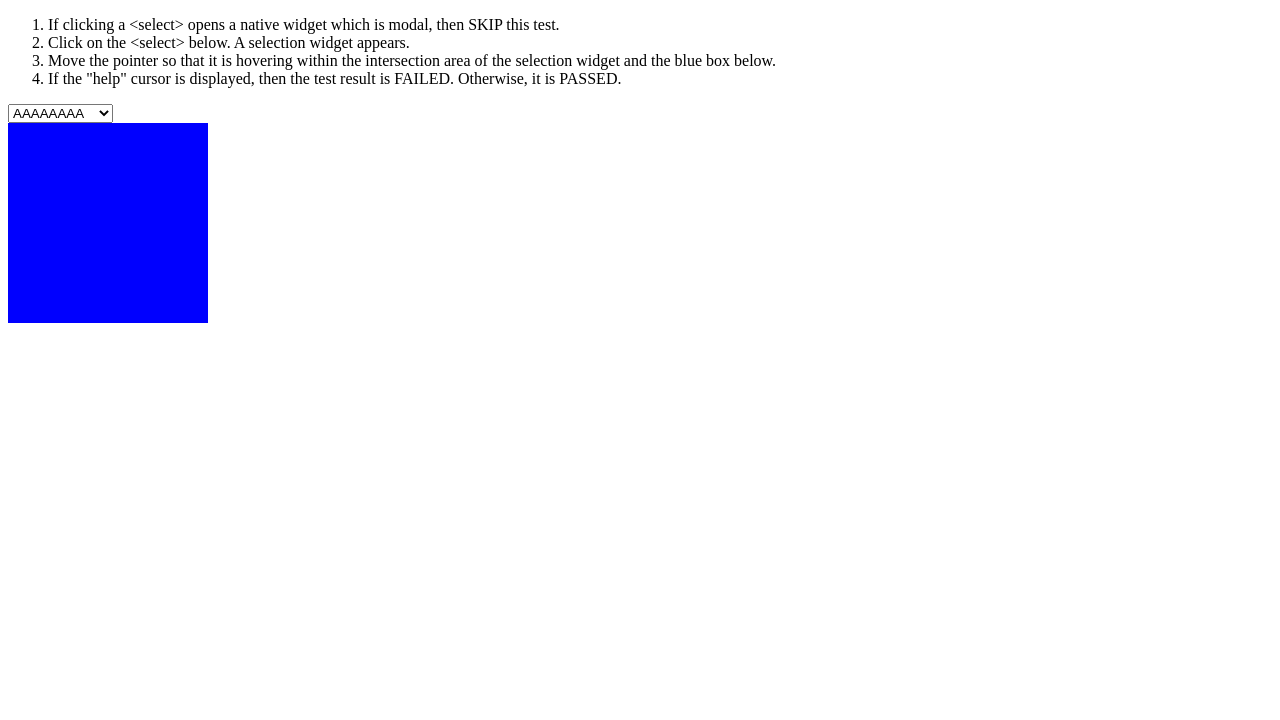 1. If clicking a <select> opens a native widget which is modal, then SKIP this test.
2. Click on the <select> below. A selection widget appears.
3. Move the pointer so that it is hovering within the intersection area of the selection widget and the blue box below.
4. If the "help" cursor is displayed, then the test result is FAILED. Otherwise, it is PASSED.
AAAAAAAA